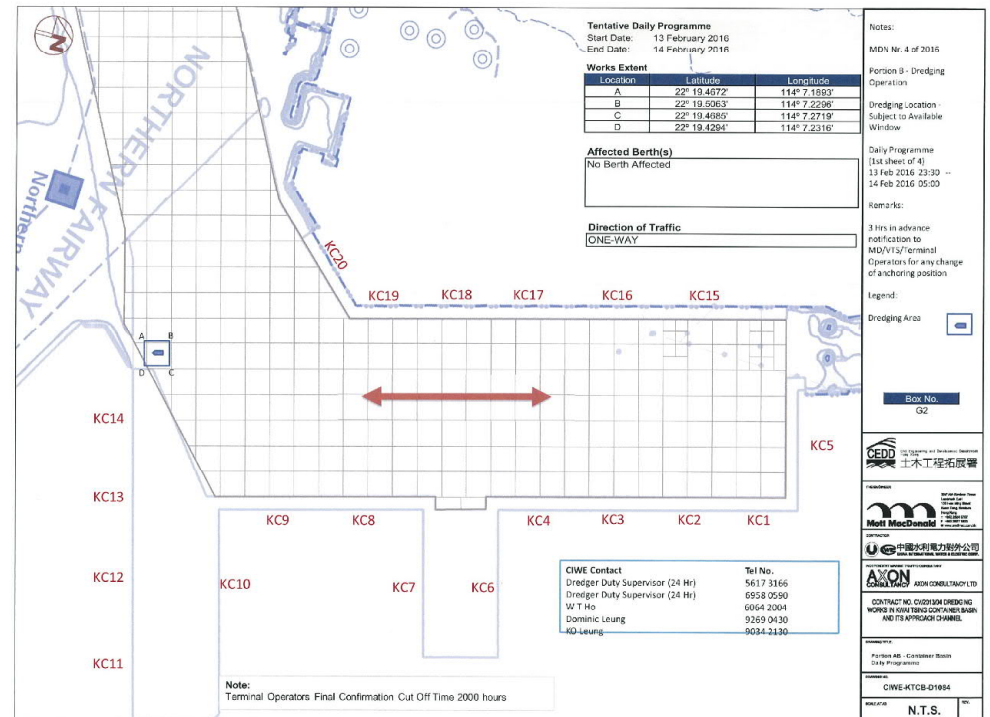 N
NORTHERN FAIRWAY
Northern
Tentative Daily Programme
Start Date: 13 February 2016
End Date: 14 February 2016
Works Extent
Location Latitude Longitude
A 22° 19.4672' 114° 7.1893'
B 22° 19.5063' 114° 7.2296'
C 22° 19.4685' 114° 7.2719'
D 22° 19.4294' 114° 7.2316'
Affected Berth(s)
No Berth Affected
Direction of Traffic
ONE-WAY
KC20
KC19 KC18 KC17 KC16 KC15
A B
D C
KC14
KC5
KC13
KC9 KC8 KC4 KC3 KC2 KC1
KC12 KC10 KC7 KC6
KC11
CIWE Contact Tel No.
Dredger Duty Supervisor (24 Hr) 5617 3166
Dredger Duty Supervisor (24 Hr) 6958 0590
W T Ho 6064 2004
Dominic Leung 9269 0430
KO Leung 9034 2130
Note:
Terminal Operators Final Confirmation Cut Off Time 2000 hours
Notes:
MDN Nr. 4 of 2016
Portion B - Dredging
Operation
Dredging Location -
Subject to Available
Window
Daily Programme
(1st sheet of 4)
13 Feb 2016 23:30 --
14 Feb 2016 05:00
Remarks:
3 Hrs in advance
notification to
MD/VTS/Terminal
Operators for any change
of anchoring position
Legend:
Dredging Area
Box No.
G2
CEDD
土木工程拓展署
Mott MacDonald
CONTRACTOR
CWE 中國水利電力對外公司
AXON
CONSULTANCY AXON CONSULTANCY LTD
CONTRACT NO. CV/2013/04 DREDGING
WORKS IN KWAI TSING CONTAINER BASIN
AND ITS APPROACH CHANNEL
Portion AB - Container Basin
Daily Programme
CIWE-KTCB-D1084
N.T.S.